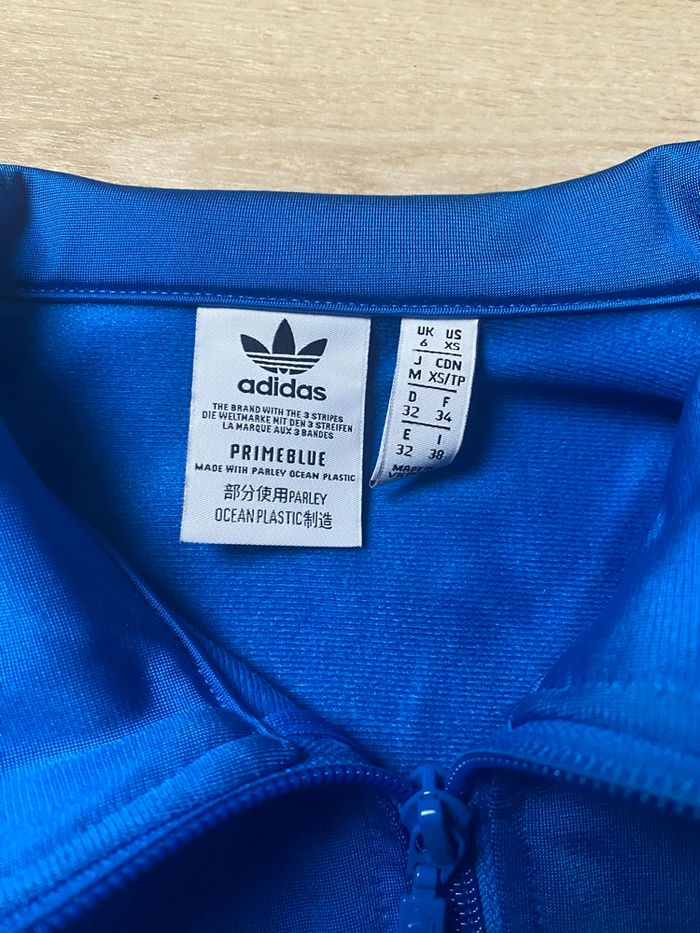 adidas
THE BRAND WITH THE 3 STRIPES
DIE WELTMARKE MIT DEN 3 STREIFEN
LA MARQUE AUX 3 BANDES
PRIMEBLUE
MADE WITH PARLEY OCEAN PLASTIC
部分使用PARLEY
OCEAN PLASTIC制造
UK US
6 XS
J CDN
M XS/TP
D F
32 34
E I
32 38